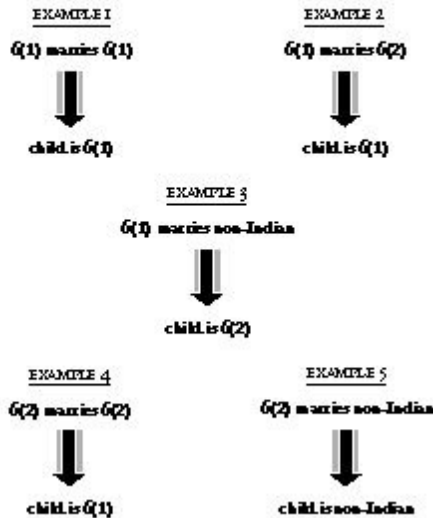 EXAMPLE 1
6(1) marries 6(1)
child is 6(1)
EXAMPLE 2
6(1) marries 6(2)
child is 6(1)
EXAMPLE 3
6(1) marries non-Indian
child is 6(2)
EXAMPLE 4
6(2) marries 6(2)
child is 6(1)
EXAMPLE 5
6(2) marries non-Indian
child is non-Indian